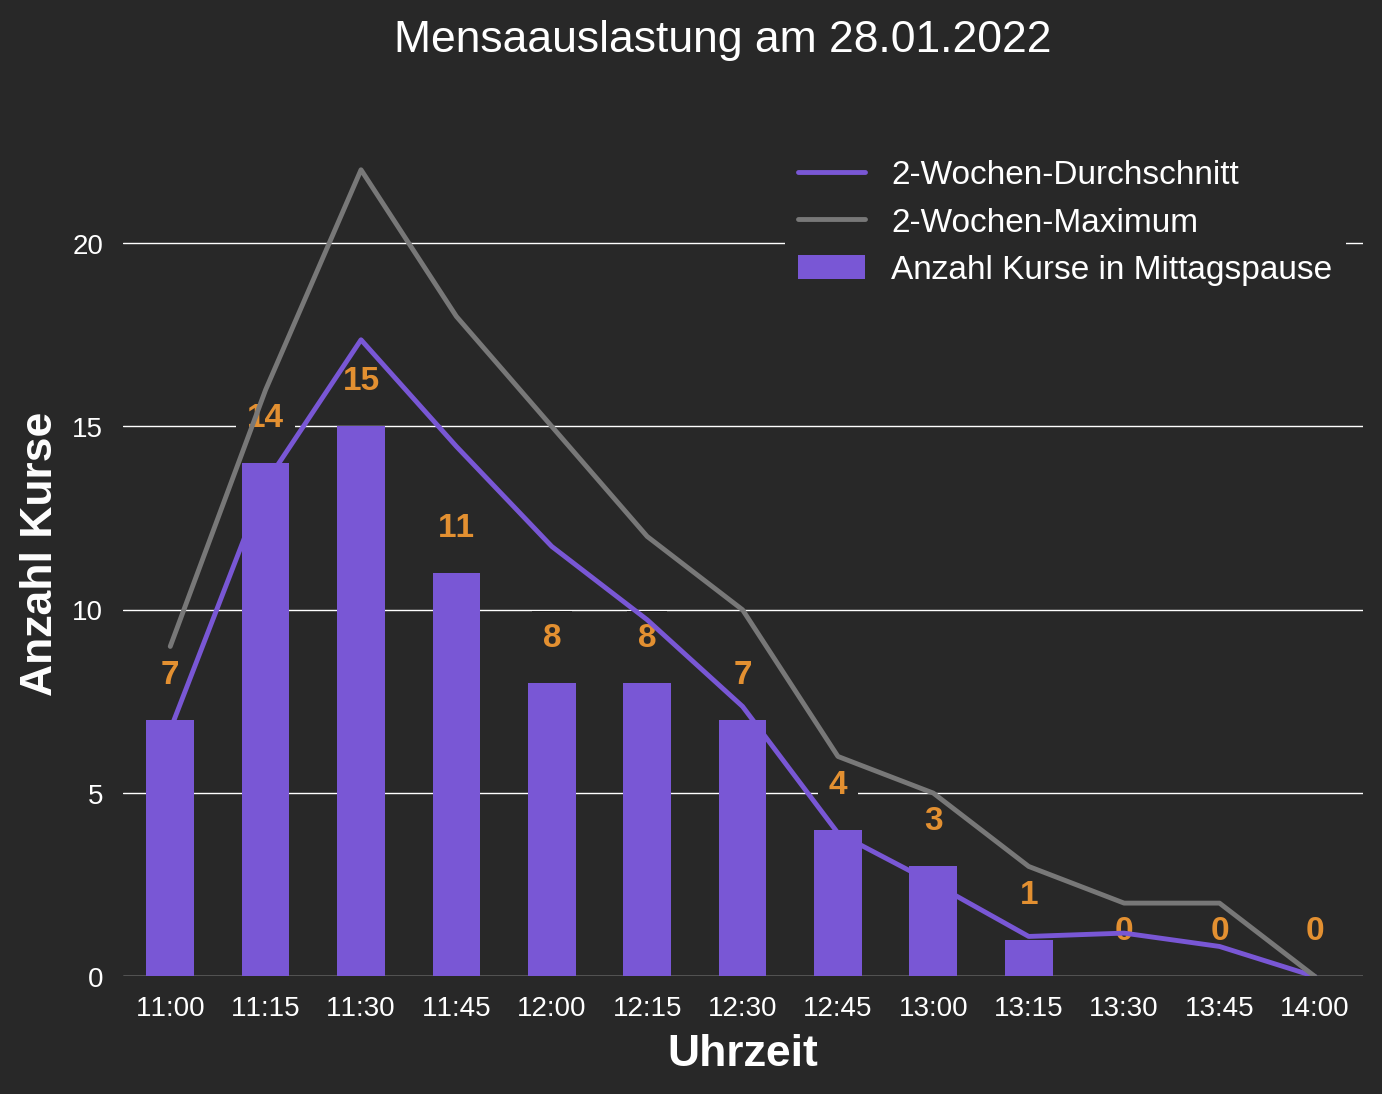 Mensaauslastung am 28.01.2022
2-Wochen-Durchschnitt
2-Wochen-Maximum
Anzahl Kurse in Mittagspause
Anzahl Kurse
20
15
10
5
0
7
14
15
11
8
8
7
4
3
1
0
0
0
11:00 11:15 11:30 11:45 12:00 12:15 12:30 12:45 13:00 13:15 13:30 13:45 14:00
Uhrzeit